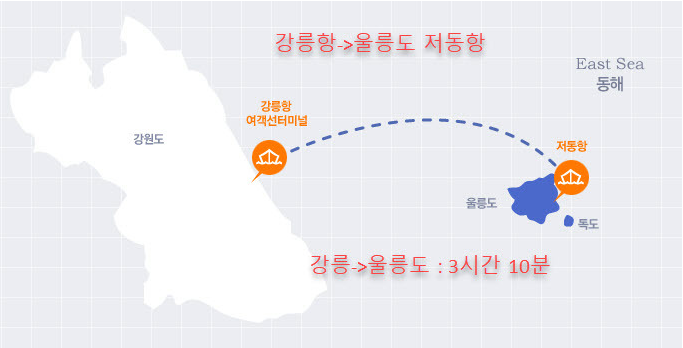 강릉항->울릉도 저동항
East Sea
동해
강릉항
여객선터미널
강원도
저동항
울릉도
독도
강릉->울릉도 : 3시간 10분